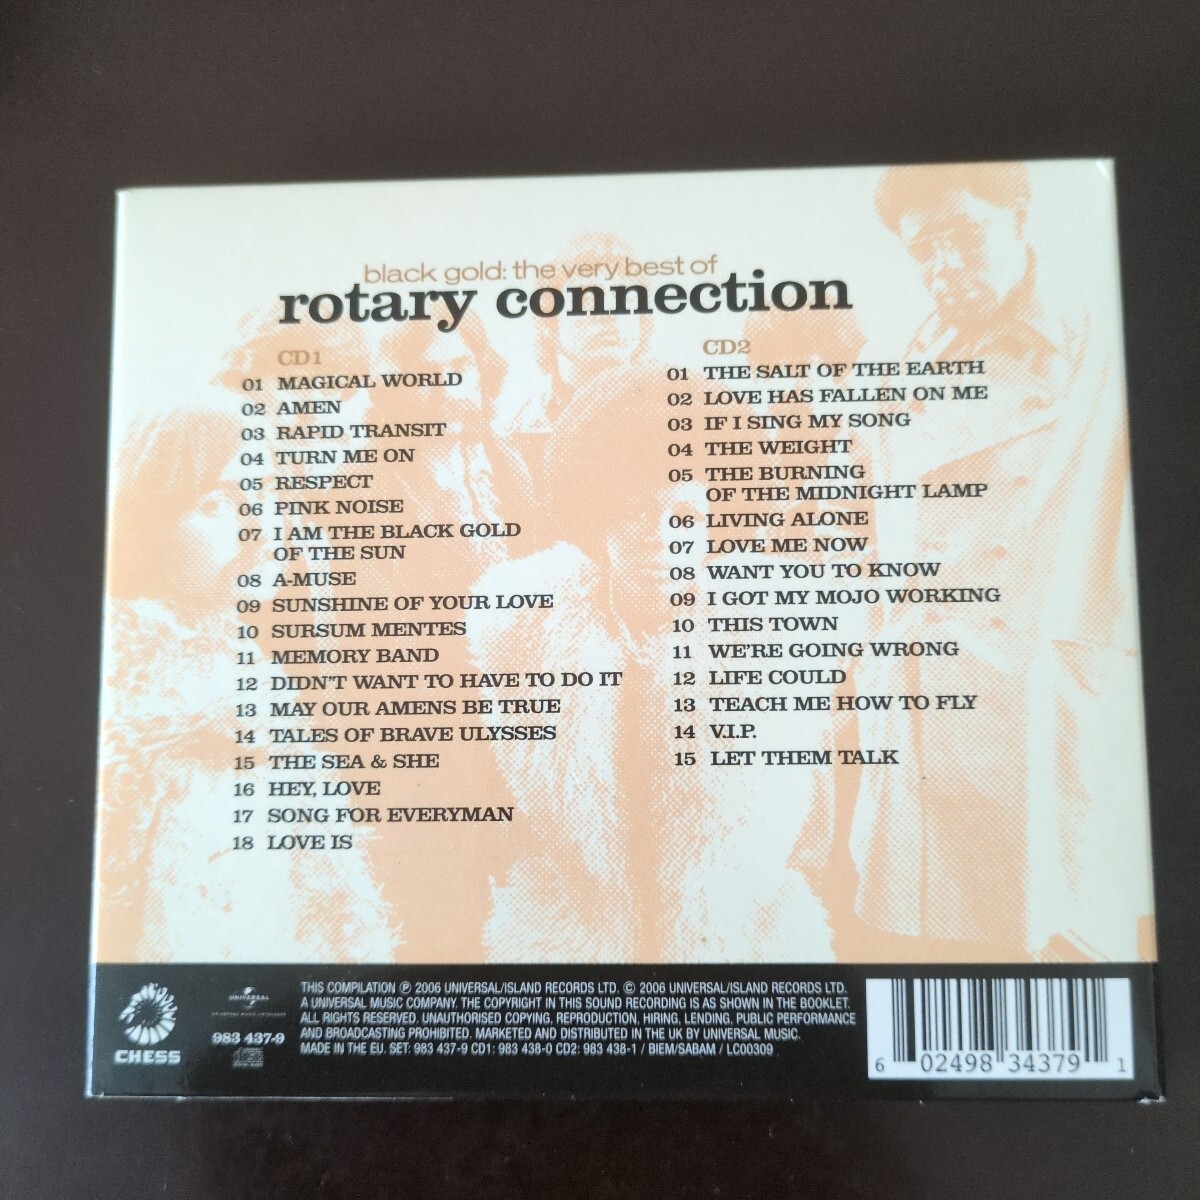 black gold: the very best of
rotary connection
CD1
01 MAGICAL WORLD
02 AMEN
03 RAPID TRANSIT
04 TURN ME ON
05 RESPECT
06 PINK NOISE
07 I AM THE BLACK GOLD
OF THE SUN
08 A-MUSE
09 SUNSHINE OF YOUR LOVE
10 SURSUM MENTES
11 MEMORY BAND
12 DIDN'T WANT TO HAVE TO DO IT
13 MAY OUR AMENS BE TRUE
14 TALES OF BRAVE ULYSSES
15 THE SEA & SHE
16 HEY, LOVE
17 SONG FOR EVERYMAN
18 LOVE IS
CD2
01 THE SALT OF THE EARTH
02 LOVE HAS FALLEN ON ME
03 IF I SING MY SONG
04 THE WEIGHT
05 THE BURNING
OF THE MIDNIGHT LAMP
06 LIVING ALONE
07 LOVE ME NOW
08 WANT YOU TO KNOW
09 I GOT MY MOJO WORKING
10 THIS TOWN
11 WE'RE GOING WRONG
12 LIFE COULD
13 TEACH ME HOW TO FLY
14 V.I.P.
15 LET THEM TALK
CHESS
UNIVERSAL
983 437-9
THIS COMPILATION ℗ 2006 UNIVERSAL/ISLAND RECORDS LTD. © 2006 UNIVERSAL/ISLAND RECORDS LTD.
A UNIVERSAL MUSIC COMPANY. THE COPYRIGHT IN THIS SOUND RECORDING IS AS SHOWN IN THE BOOKLET.
ALL RIGHTS RESERVED. UNAUTHORISED COPYING, REPRODUCTION, HIRING, LENDING, PUBLIC PERFORMANCE
AND BROADCASTING PROHIBITED. MARKETED AND DISTRIBUTED IN THE UK BY UNIVERSAL MUSIC.
MADE IN THE EU. SET: 983 437-9 CD1: 983 438-0 CD2: 983 438-1 / BIEM/SABAM / LC00309
6 02498 34379 1